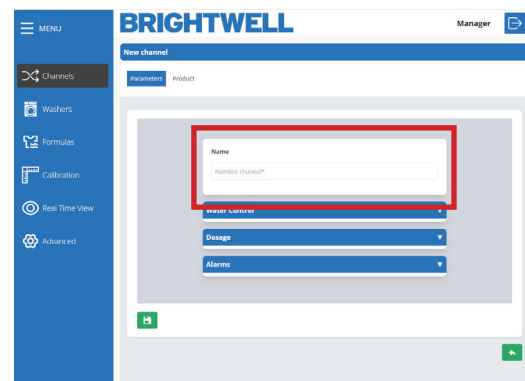 MENU
BRIGHTWELL
Manager
New channel
Parameters Product
Channels
Washers
Formulas
Calibration
Real Time View
Advanced
Name
Nombre channel*
Water Control
Dosage
Alarms